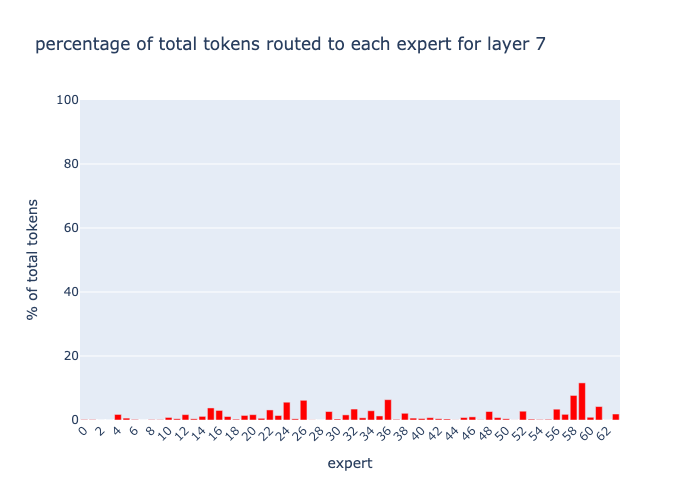 percentage of total tokens routed to each expert for layer 7
100
80
60
40
20
0
% of total tokens
0 2 4 6 8 10 12 14 16 18 20 22 24 26 28 30 32 34 36 38 40 42 44 46 48 50 52 54 56 58 60 62
expert